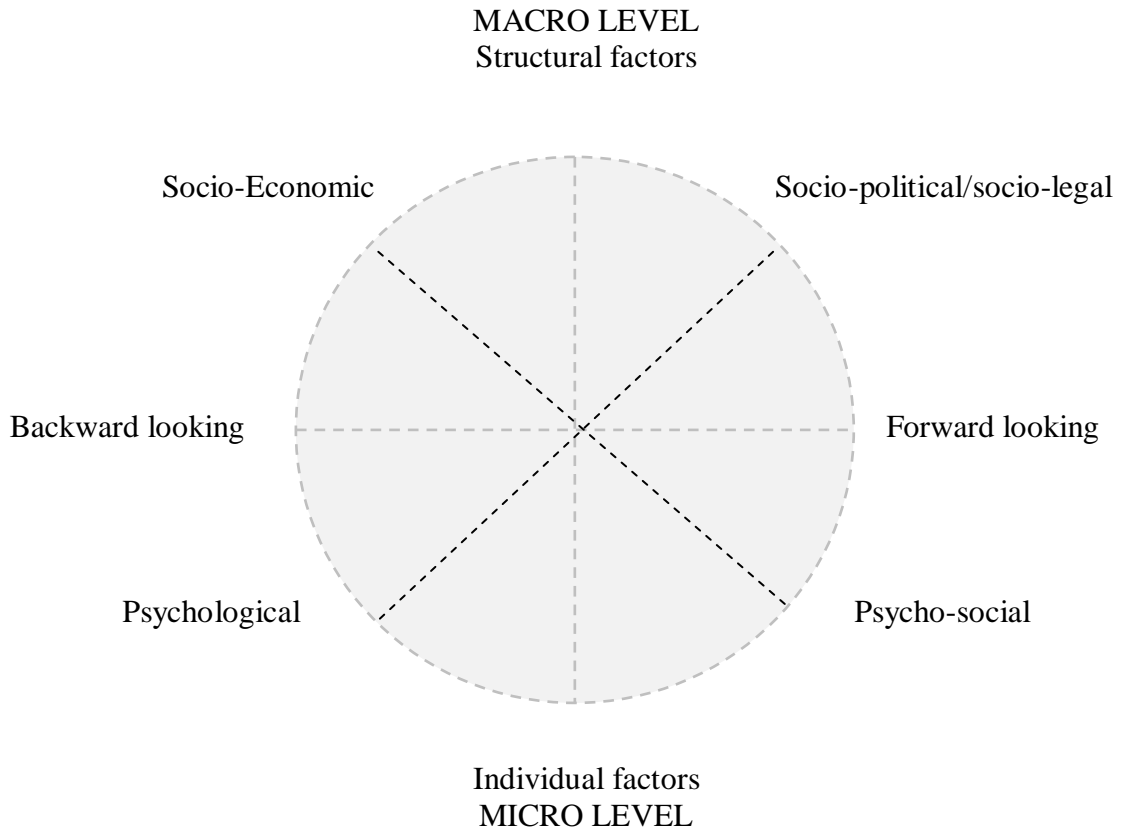 MACRO LEVEL
Structural factors
Socio-Economic
Socio-political/socio-legal
Backward looking
Forward looking
Psychological
Psycho-social
Individual factors
MICRO LEVEL